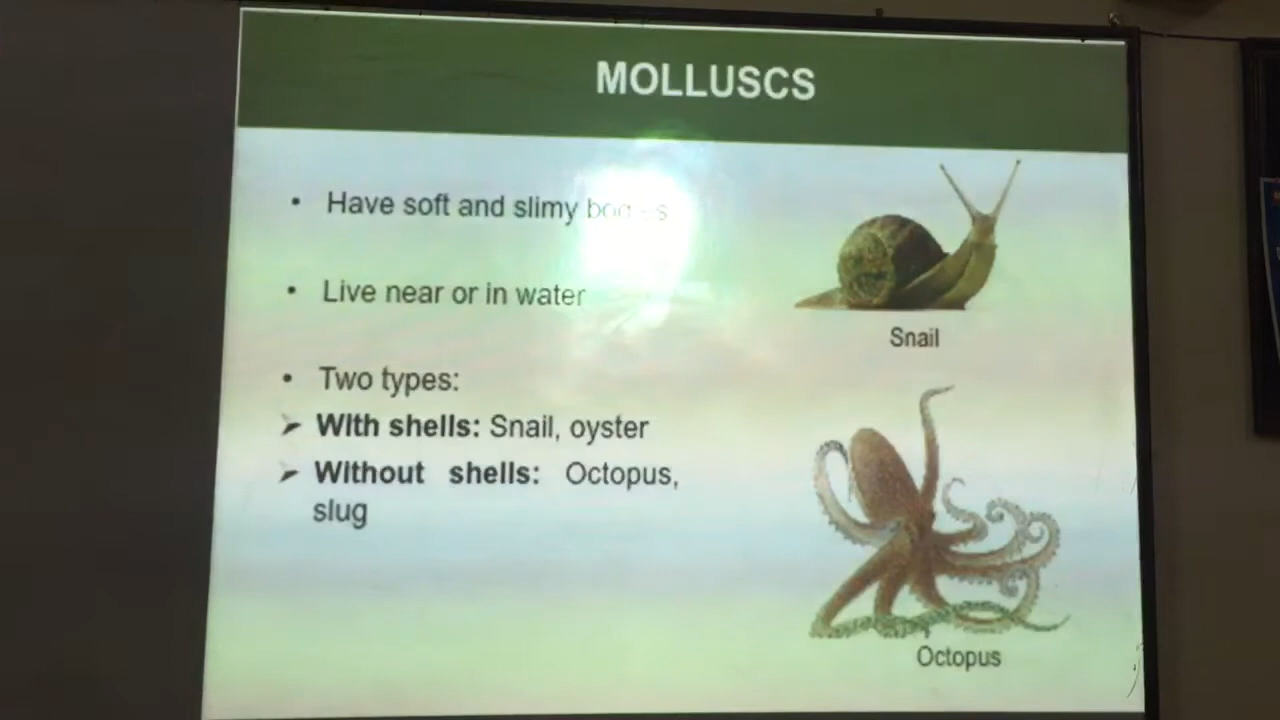 MOLLUSCS
• Have soft and slimy
• Live near or in water
• Two types:
➢ With shells: Snail, oyster
➢ Without shells: Octopus,
slug
Snail
Octopus